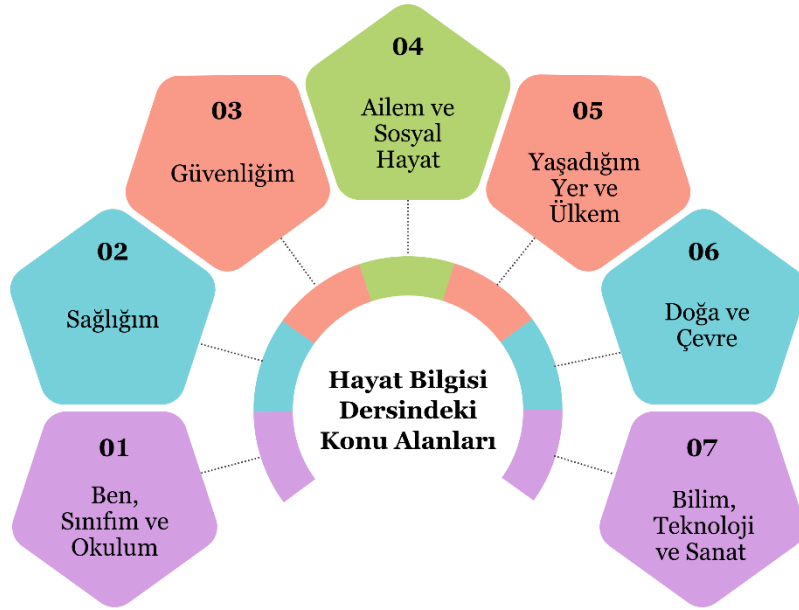 Hayat Bilgisi
Dersindeki
Konu Alanları
01
Ben,
Sınıfım ve
Okulum
02
Sağlığım
03
Güvenliğim
04
Ailem ve
Sosyal
Hayat
05
Yaşadığım
Yer ve
Ülkem
06
Doğa ve
Çevre
07
Bilim,
Teknoloji
ve Sanat